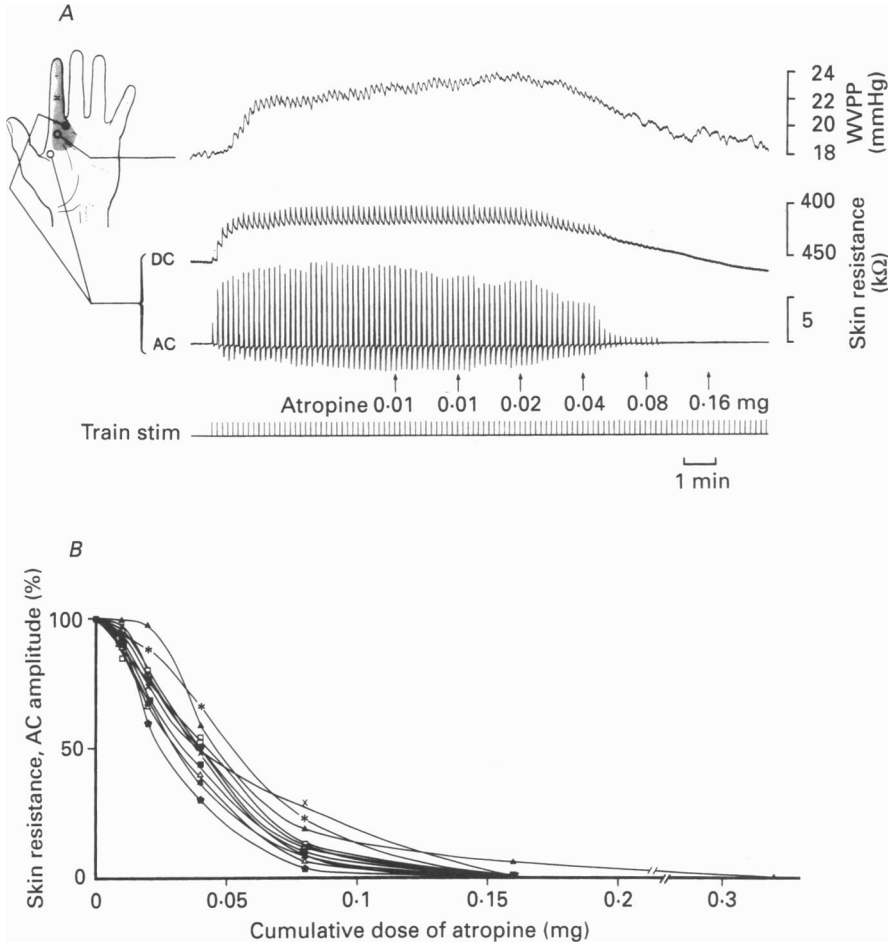 A
24
22
20
18
WVPP
(mmHg)
400
450
Skin resistance
(kΩ)
5
DC
AC
Atropine 0·01 0·01 0·02 0·04 0·08 0·16 mg
Train stim
1 min
B
Skin resistance, AC amplitude (%)
100
50
0
0 0·05 0·1 0·15 0·2 0·3
Cumulative dose of atropine (mg)